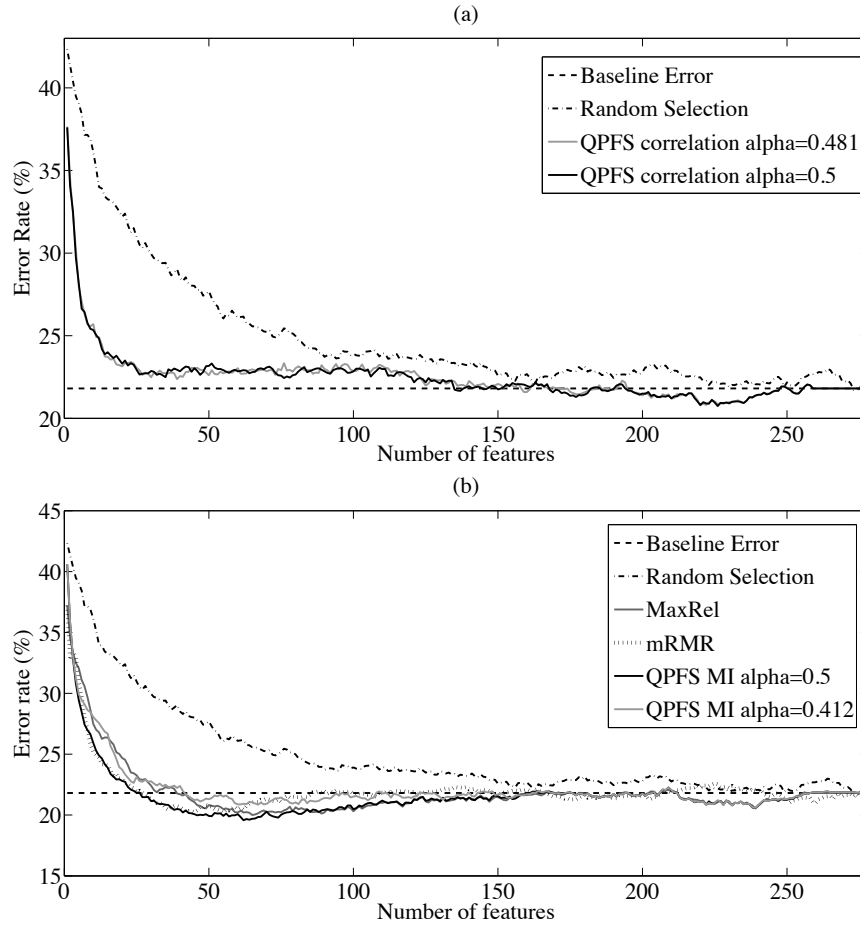 (a)
40
35
30
25
20
Error Rate (%)
Baseline Error
Random Selection
QPFS correlation alpha=0.481
QPFS correlation alpha=0.5
0 50 100 150 200 250
Number of features
(b)
45
40
35
30
25
20
15
Error rate (%)
Baseline Error
Random Selection
MaxRel
mRMR
QPFS MI alpha=0.5
QPFS MI alpha=0.412
0 50 100 150 200 250
Number of features